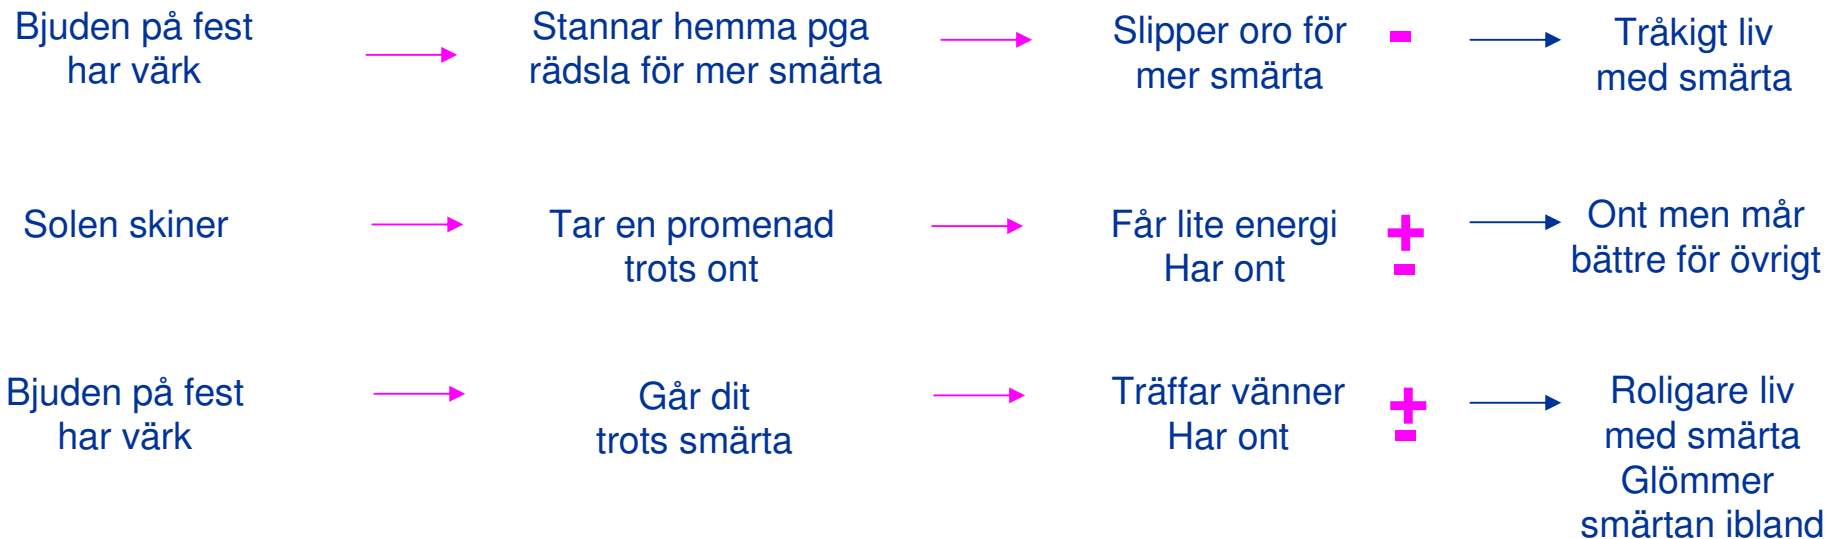 Bjuden på fest
har värk
Stannar hemma pga
rädsla för mer smärta
Slipper oro för
mer smärta
-
Tråkigt liv
med smärta
Solen skiner
Tar en promenad
trots ont
Får lite energi
Har ont
+
-
Ont men mår
bättre för övrigt
Bjuden på fest
har värk
Går dit
trots smärta
Träffar vänner
Har ont
+
-
Roligare liv
med smärta
Glömmer
smärtan ibland